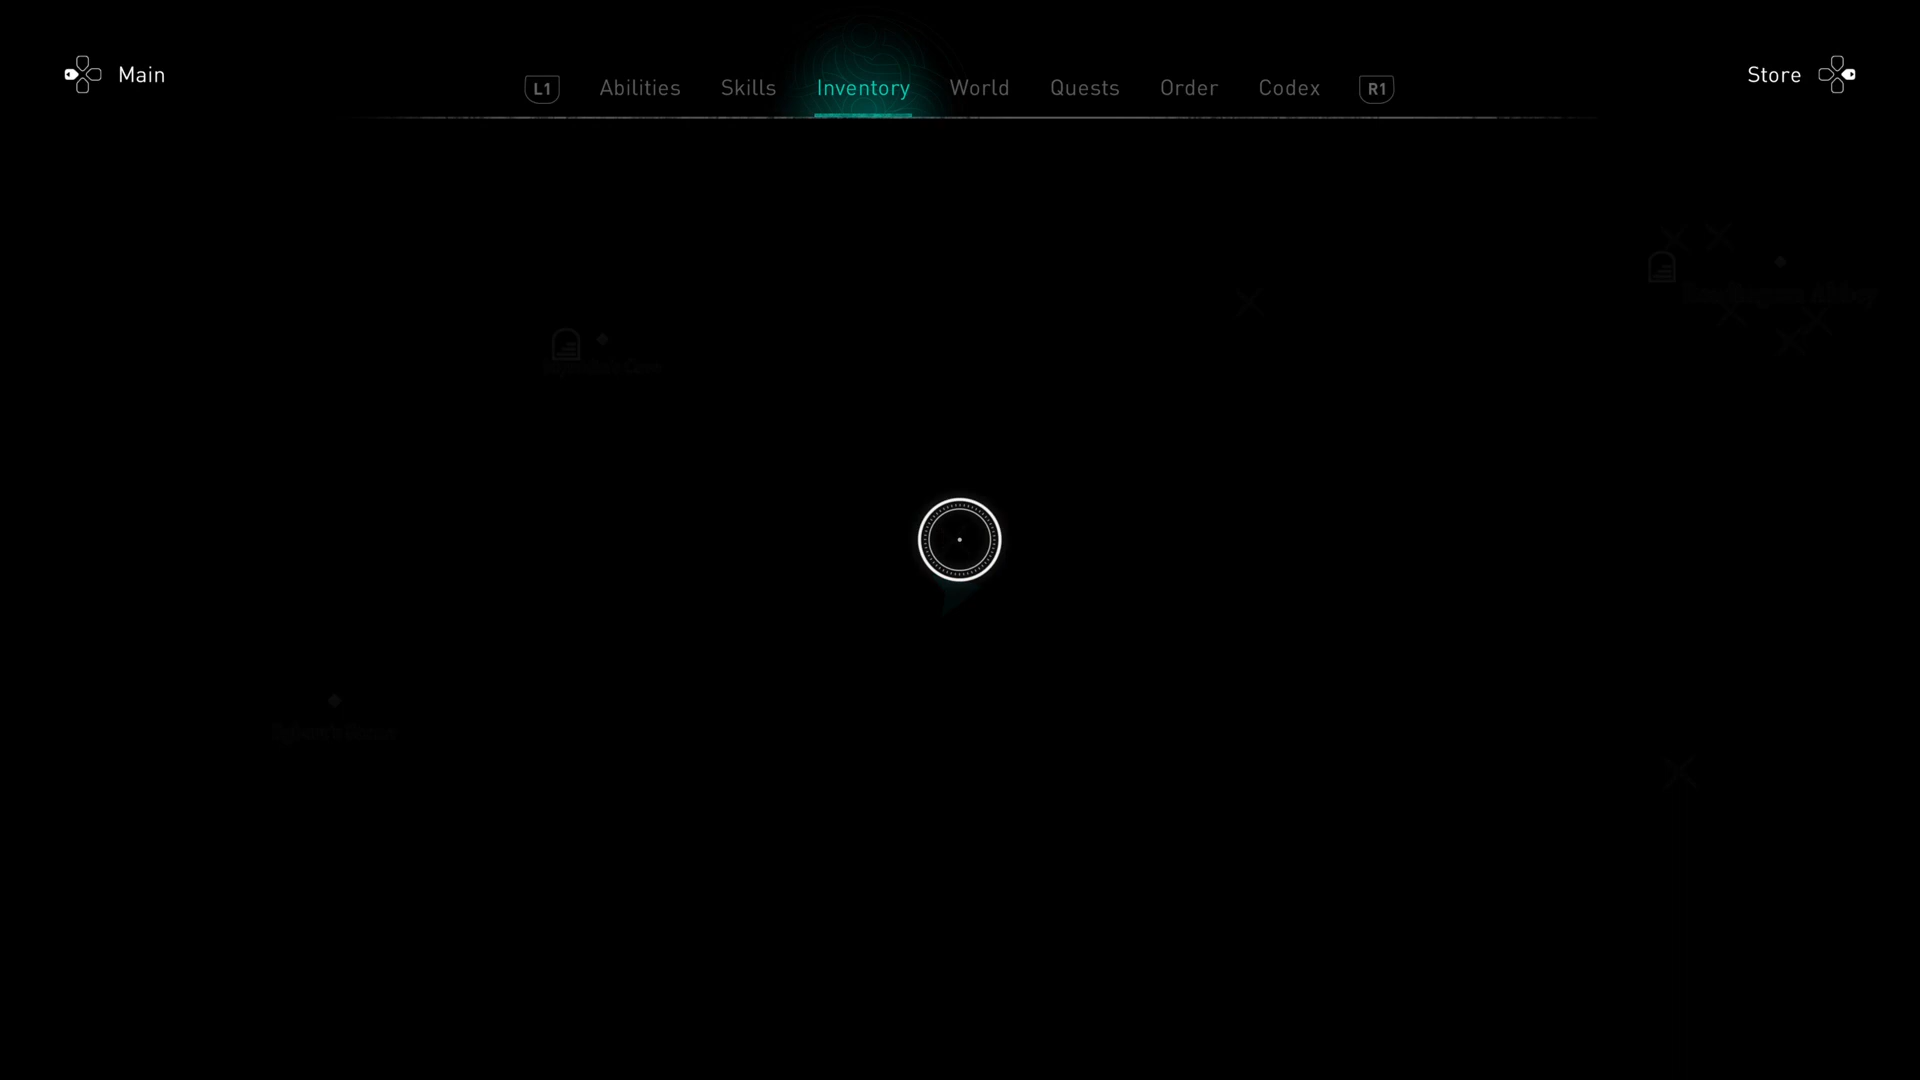 Main
L1 Abilities Skills Inventory World Quests Order Codex R1
Store